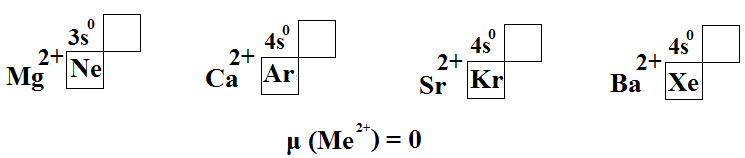 Mg²⁺ Ne 3s⁰ Ca²⁺ Ar 4s⁰ Sr²⁺ Kr 4s⁰ Ba²⁺ Xe 4s⁰
μ (Me²⁺) = 0